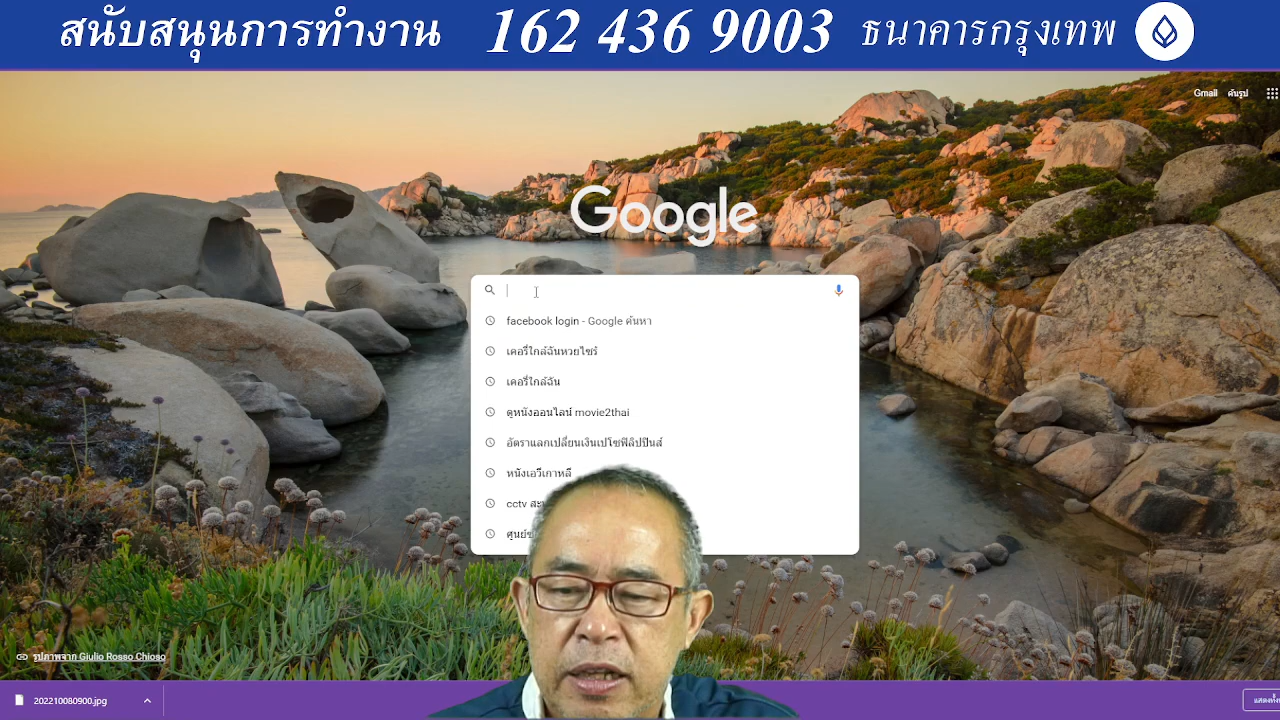 สนับสนุนการทำงาน 162 436 9003 ธนาคารกรุงเทพ
Gmail ค้นรูป
Google
facebook login - Google ค้นหา
เคอรี่ใกล้ฉันหวยไซร์
เคอรี่ใกล้ฉัน
ดูหนังออนไลน์ movie2thai
อัตราแลกเปลี่ยนเงินเปโซฟิลิปปินส์
หนังเอวีเกาหลี
cctv
รูปภาพจาก Giulio Rosso Chioso
202210080900.jpg